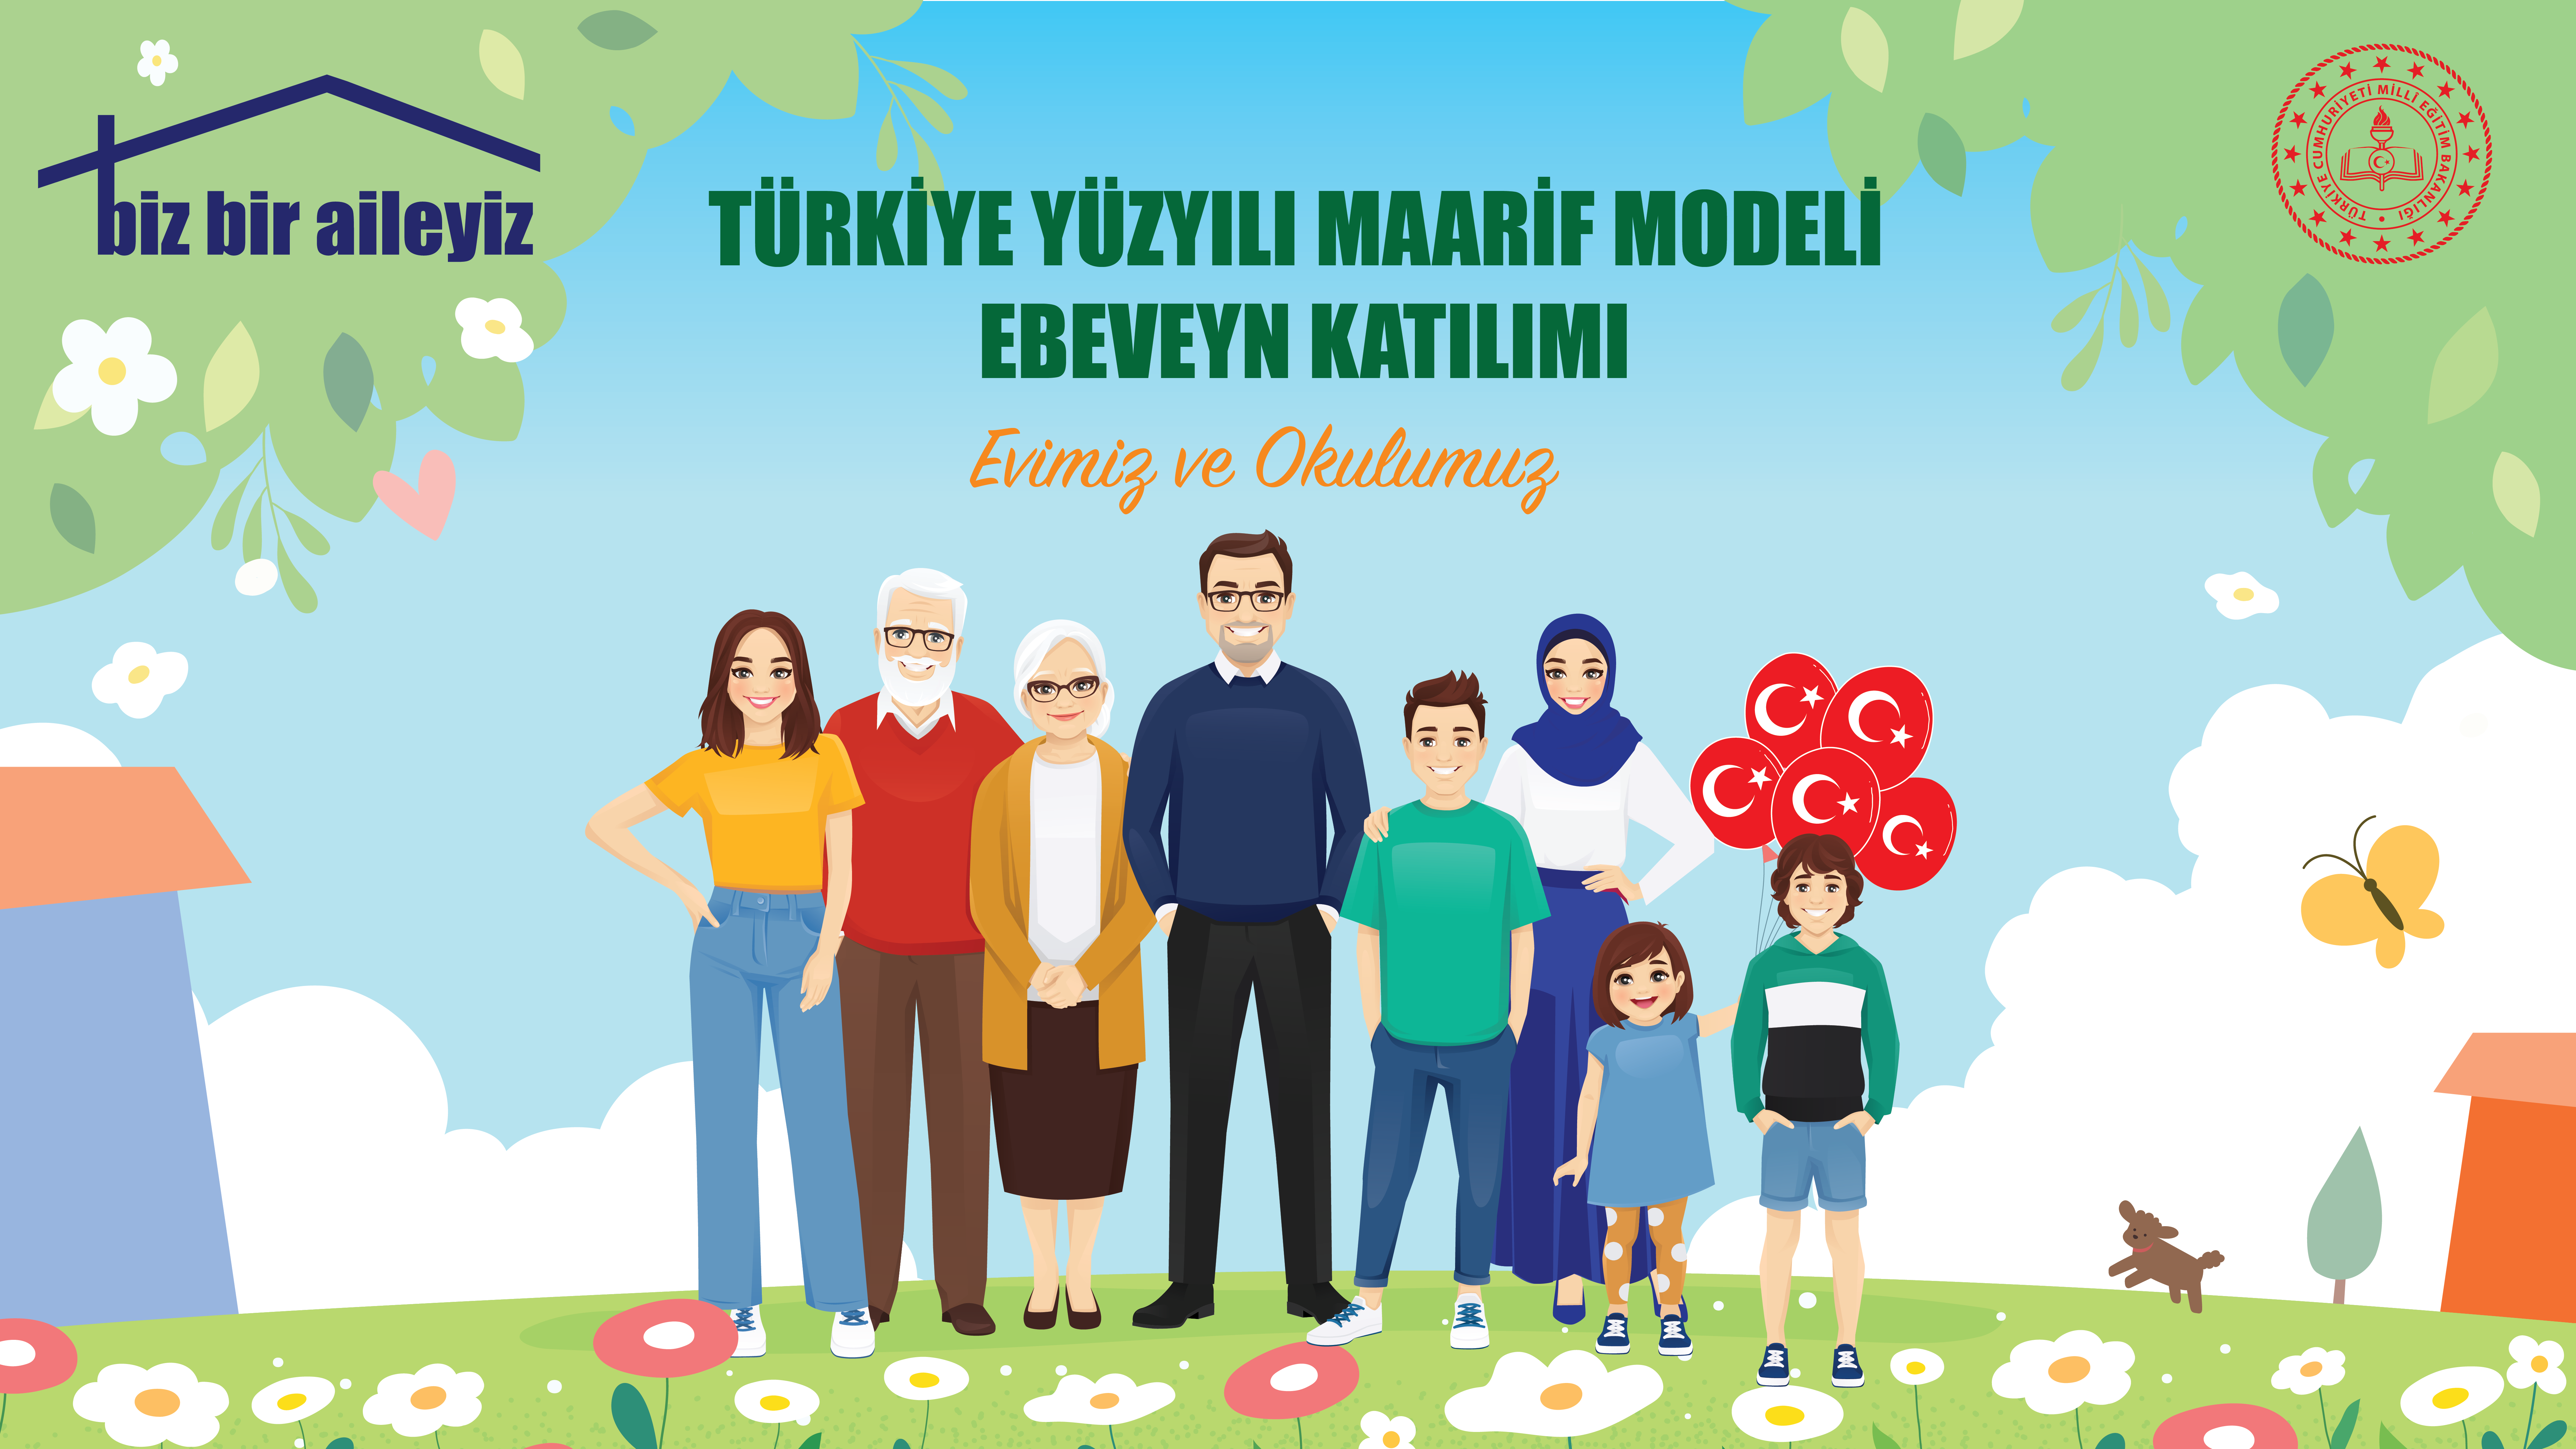 biz bir aileyiz
TÜRKİYE YÜZYILI MAARİF MODELİ
EBEVEYN KATILIMI
Evimiz ve Okulumuz
TÜRKİYE CUMHURİYETİ MİLLÎ EĞİTİM BAKANLIĞI